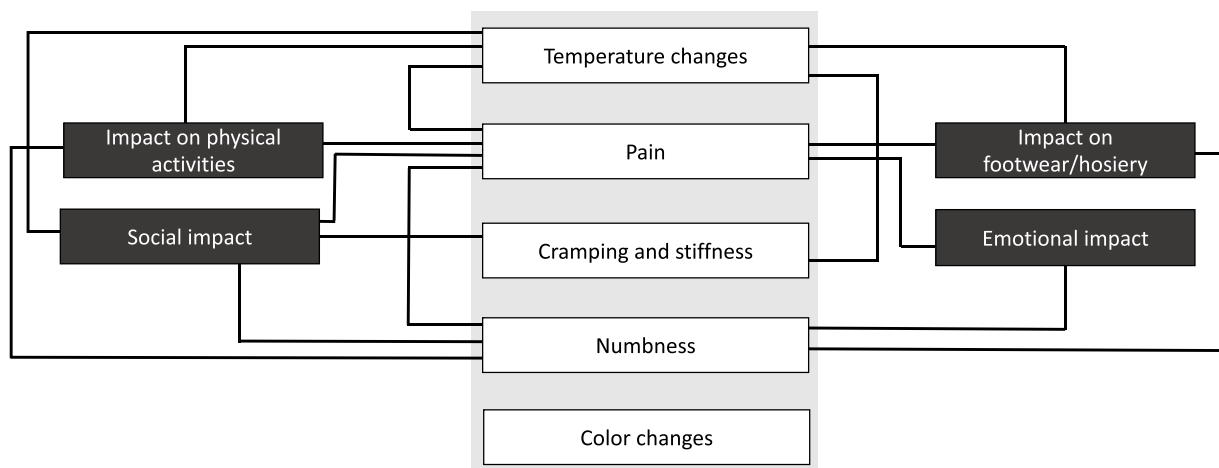 Temperature changes
Impact on physical
activities
Pain
Impact on
footwear/hosiery
Social impact
Cramping and stiffness
Emotional impact
Numbness
Color changes